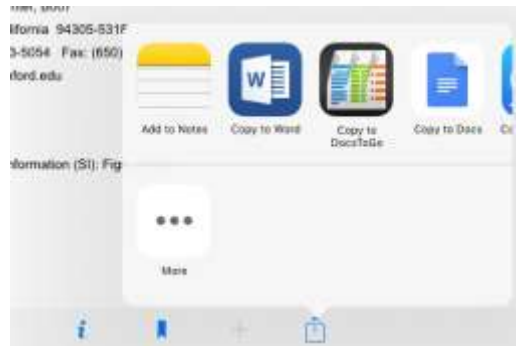 lifornia 94305-531F
3-5054 Fax: (650)
ford.edu
nformation (SI): Fig
Add to Notes
W
Copy to Word
Copy to
DocsToGo
Copy to Docs
More
i